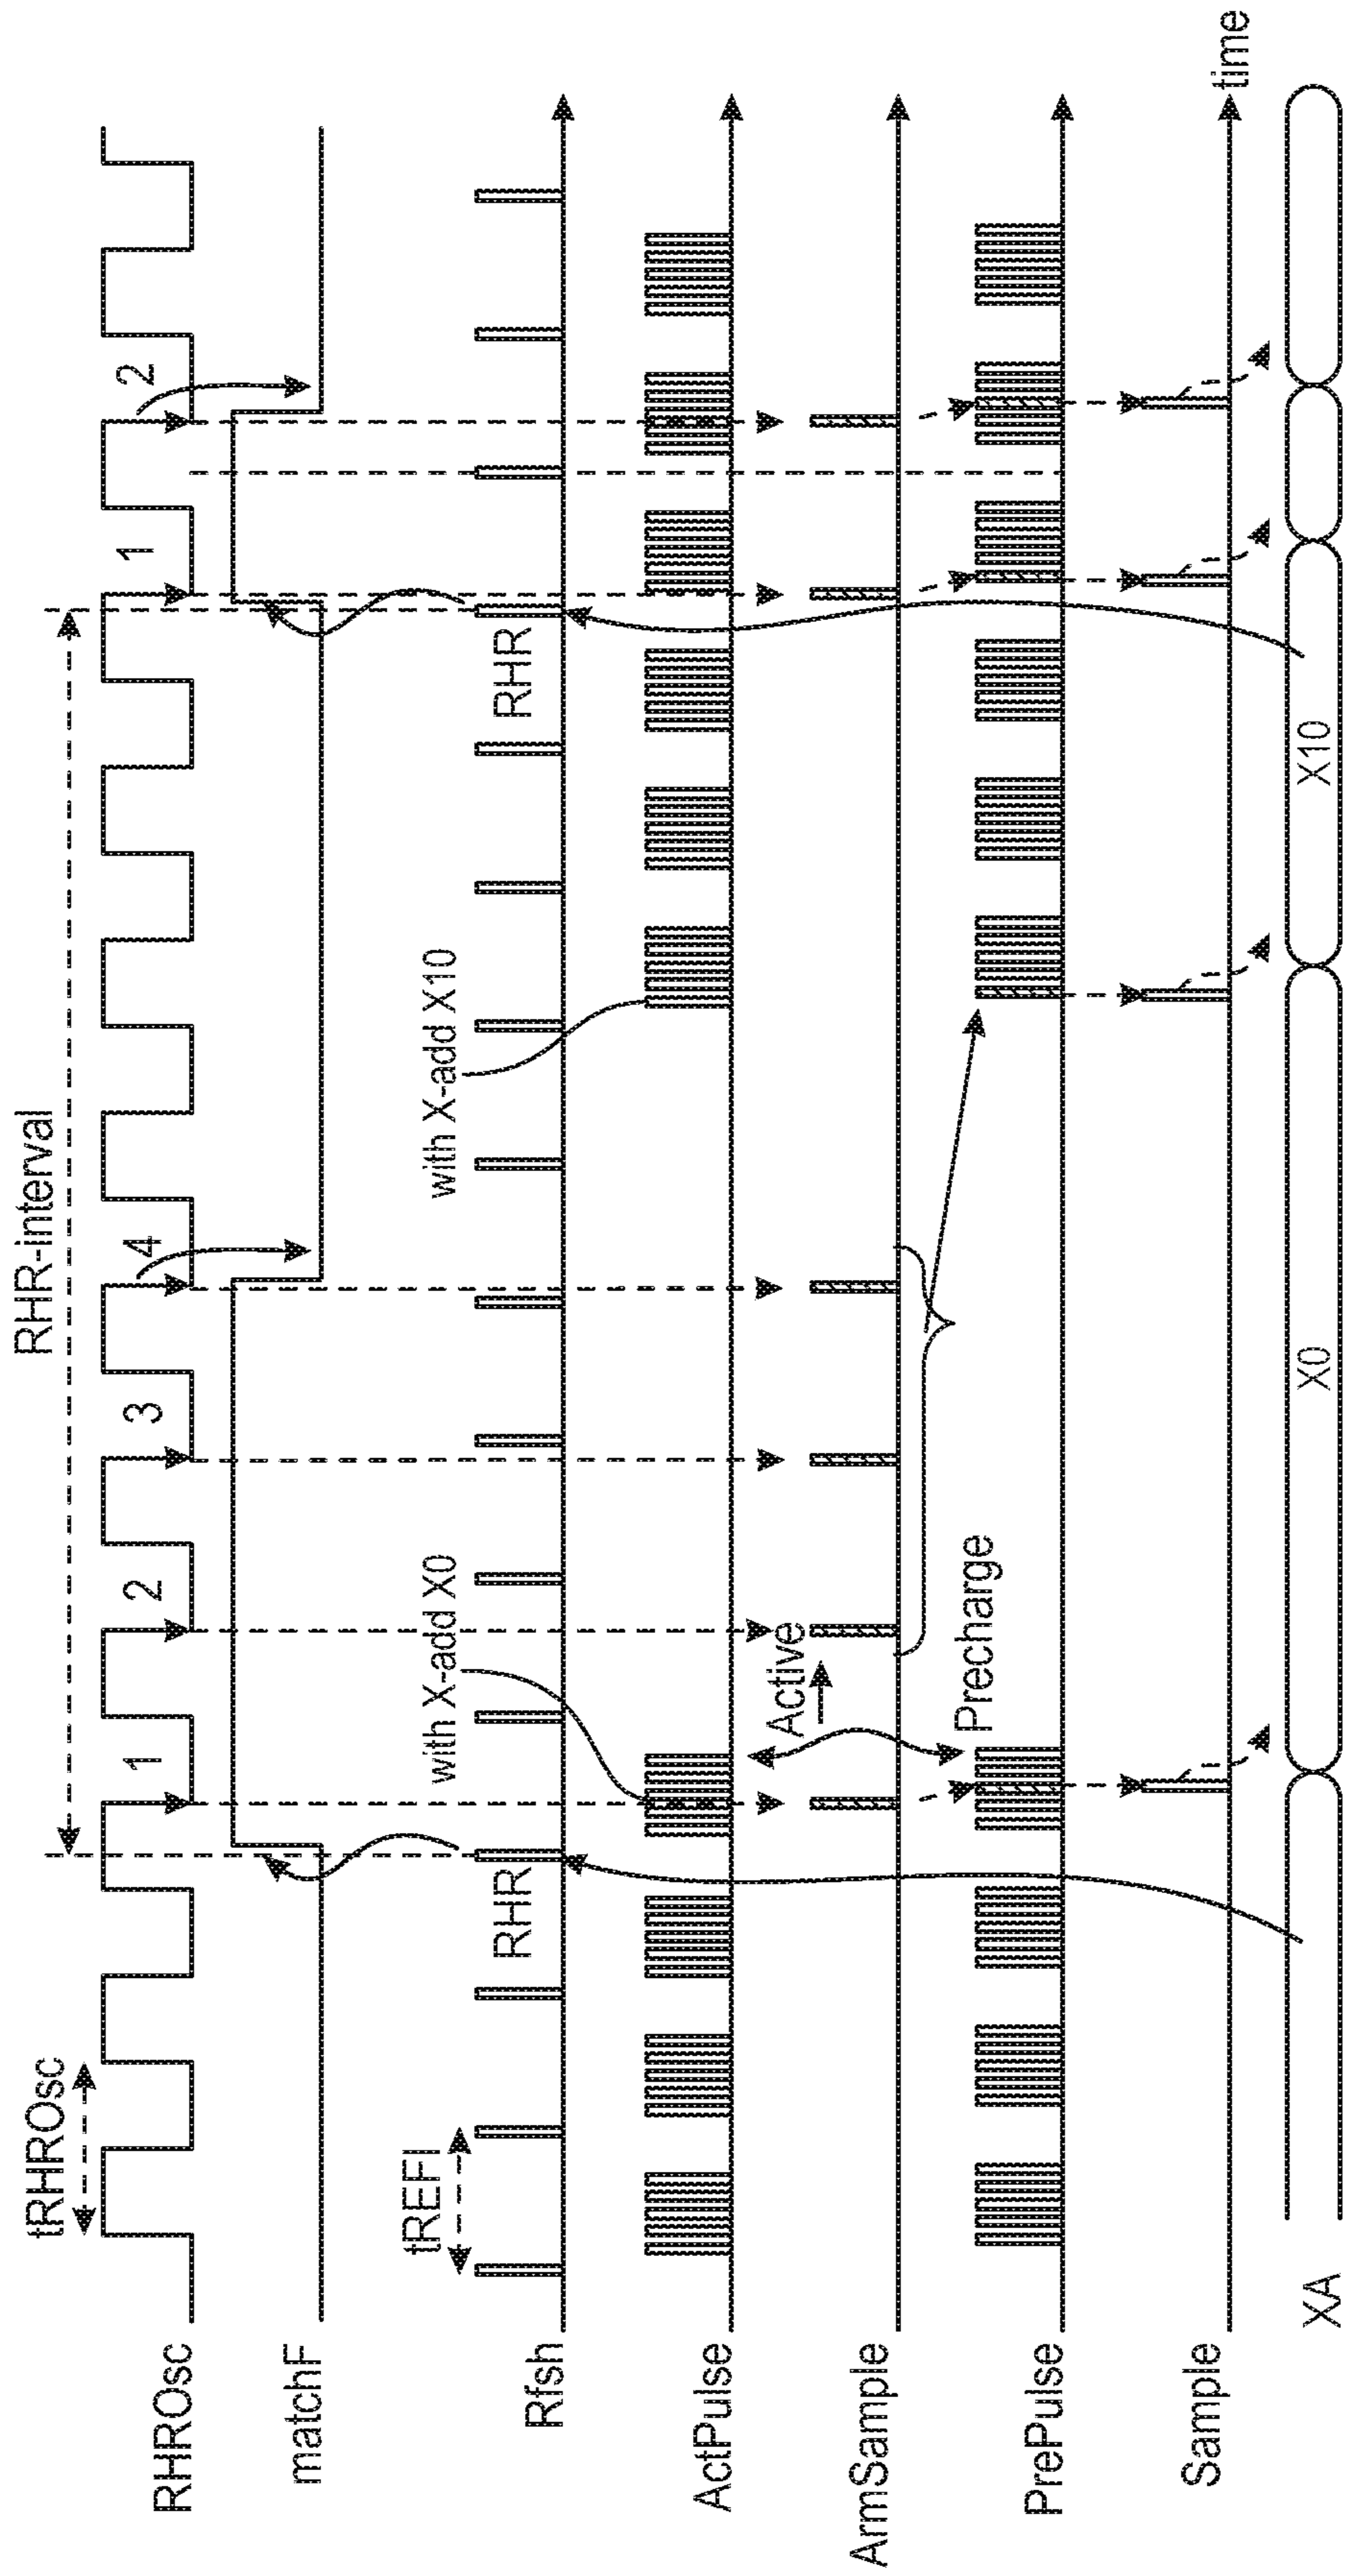 RHR-interval
tRHROsc
RHROsc
1
2
3
4
1
2
matchF
tREFI
with X-add X0
with X-add X10
Rfsh
RHR
RHR
ActPulse
Active
ArmSample
Precharge
PrePulse
Sample
time
XA
X0
X10